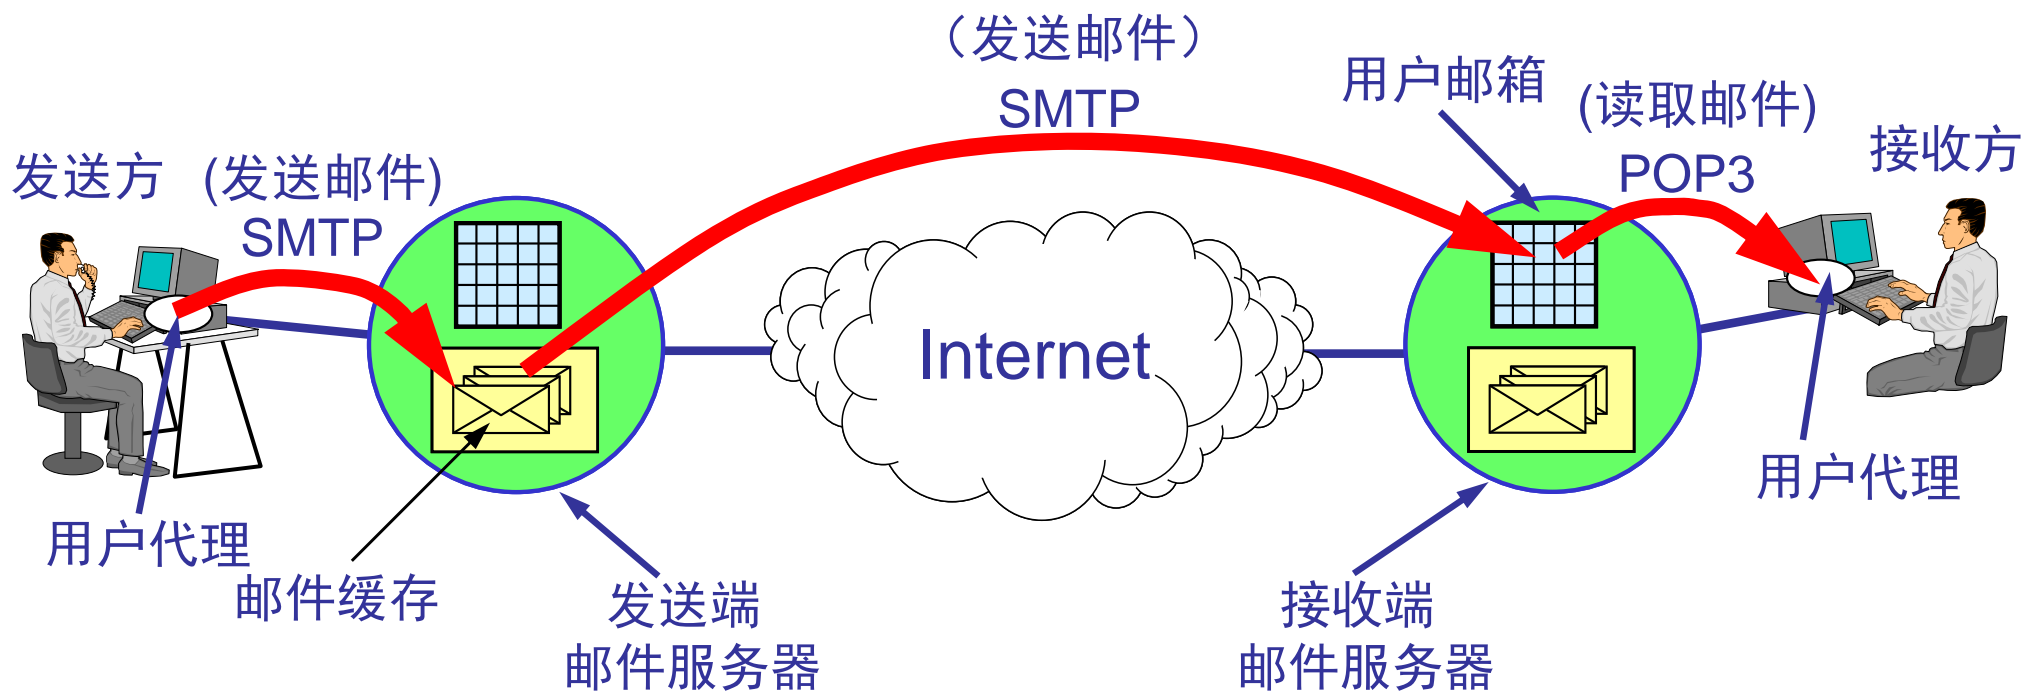 （发送邮件）
SMTP
用户邮箱
(读取邮件)
POP3
接收方
发送方
(发送邮件)
SMTP
Internet
用户代理
用户代理
邮件缓存
发送端
邮件服务器
接收端
邮件服务器